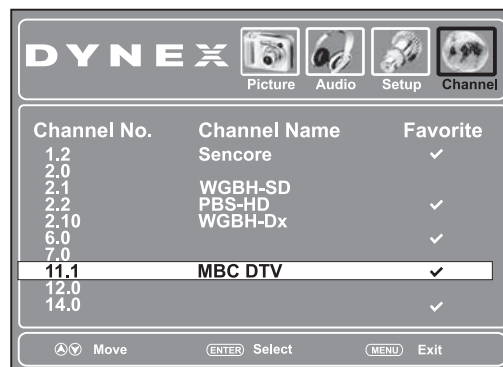 DYNEX
Picture Audio Setup Channel
Channel No. Channel Name Favorite
1.2 Sencore ✓
2.0
2.1 WGBH-SD
2.2 PBS-HD ✓
2.10 WGBH-Dx
6.0 ✓
7.0
11.1 MBC DTV ✓
12.0
14.0 ✓
Move ENTER Select MENU Exit